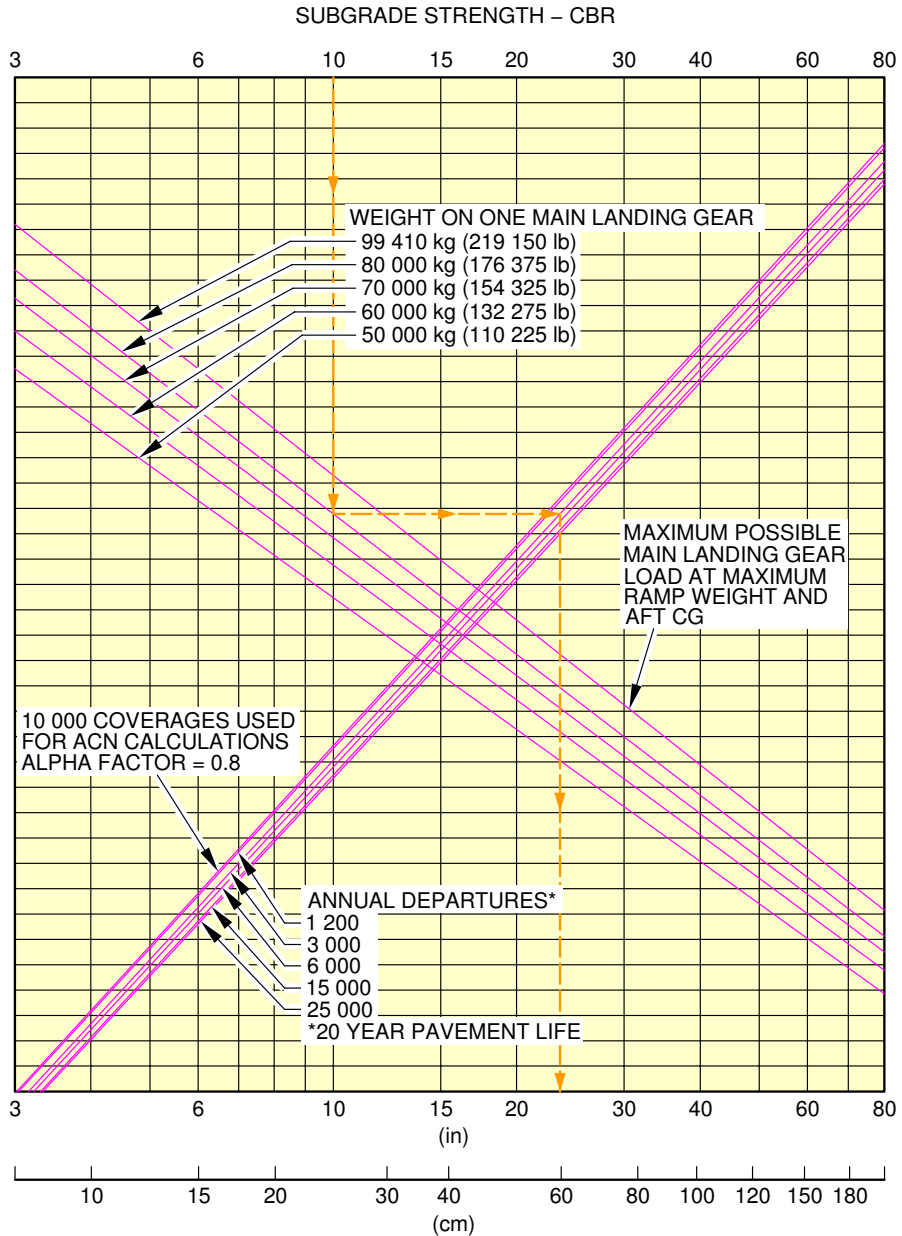 SUBGRADE STRENGTH – CBR
3 6 10 15 20 30 40 60 80
WEIGHT ON ONE MAIN LANDING GEAR
99 410 kg (219 150 lb)
80 000 kg (176 375 lb)
70 000 kg (154 325 lb)
60 000 kg (132 275 lb)
50 000 kg (110 225 lb)
MAXIMUM POSSIBLE
MAIN LANDING GEAR
LOAD AT MAXIMUM
RAMP WEIGHT AND
AFT CG
10 000 COVERAGES USED
FOR ACN CALCULATIONS
ALPHA FACTOR = 0.8
ANNUAL DEPARTURES*
1 200
3 000
6 000
15 000
25 000
*20 YEAR PAVEMENT LIFE
3 6 10 15 20 30 40 60 80
(in)
10 15 20 30 40 60 80 100 120 150 180
(cm)